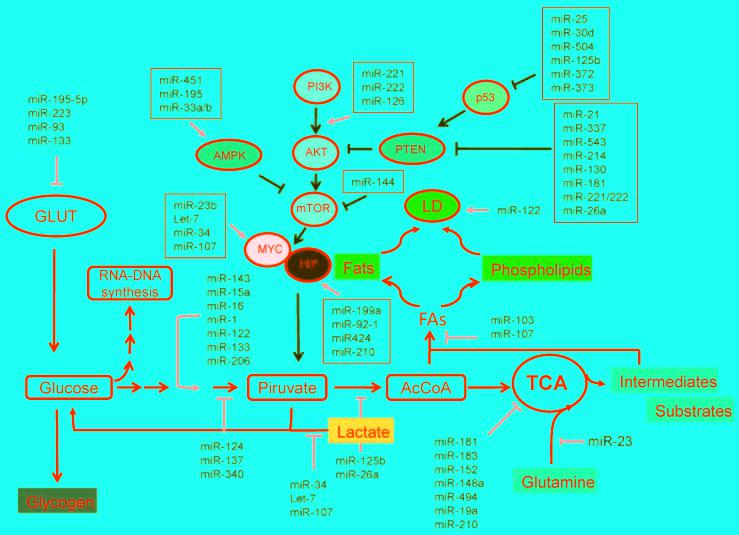 miR-25
miR-30d
miR-504
miR-125b
miR-372
miR-373
miR-451
miR-195
miR-33a/b
PI3K
miR-221
miR-222
miR-126
p53
miR-195-5p
miR-223
miR-93
miR-133
miR-21
miR-337
miR-543
miR-214
miR-130
miR-181
miR-221/222
miR-26a
AMPK
AKT
PTEN
miR-144
GLUT
miR-23b
Let-7
miR-34
miR-107
mTOR
LD
miR-122
MYC
Fats
Phospholipids
RNA-DNA
synthesis
miR-143
miR-15a
miR-16
miR-1
miR-122
miR-133
miR-206
miR-199a
miR-92-1
miR424
miR-210
FAs
miR-103
miR-107
Glucose
Piruvate
AcCoA
TCA
Intermediates
Substrates
Lactate
miR-124
miR-137
miR-340
miR-125b
miR-26a
miR-34
Let-7
miR-107
miR-181
miR-183
miR-152
miR-148a
miR-494
miR-19a
miR-210
miR-23
Glutamine
Glycogen